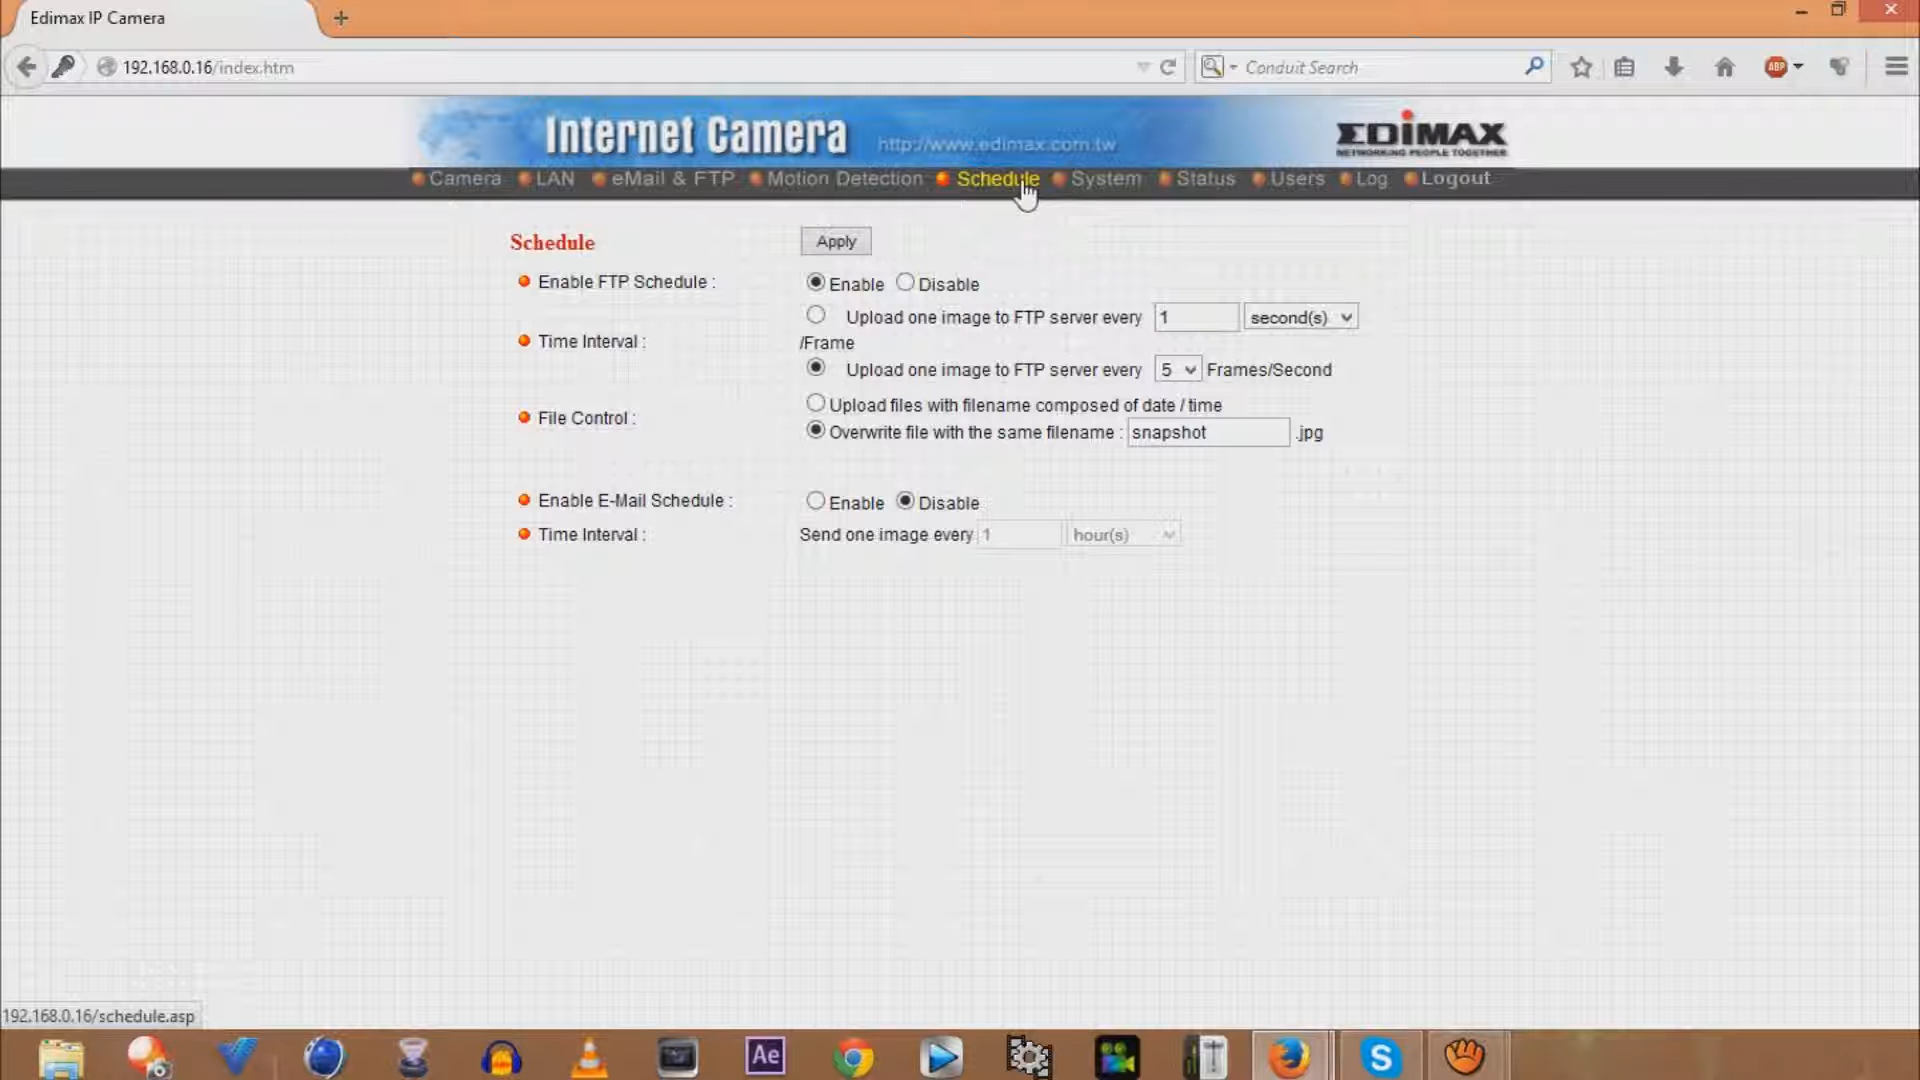 Edimax IP Camera
192.168.0.16/index.htm
Conduit Search
ABP
Internet Camera http://www.edimax.com.tw
EDIMAX
NETWORKING PEOPLE TOGETHER
Camera LAN eMail & FTP Motion Detection Schedule System Status Users Log Logout
Schedule Apply
Enable FTP Schedule : Enable Disable
Upload one image to FTP server every 1 second(s)
Time Interval : /Frame
Upload one image to FTP server every 5 Frames/Second
Upload files with filename composed of date / time
File Control :
Overwrite file with the same filename : snapshot .jpg
Enable E-Mail Schedule : Enable Disable
Time Interval : Send one image every 1 hour(s)
192.168.0.16/schedule.asp
Ae
S